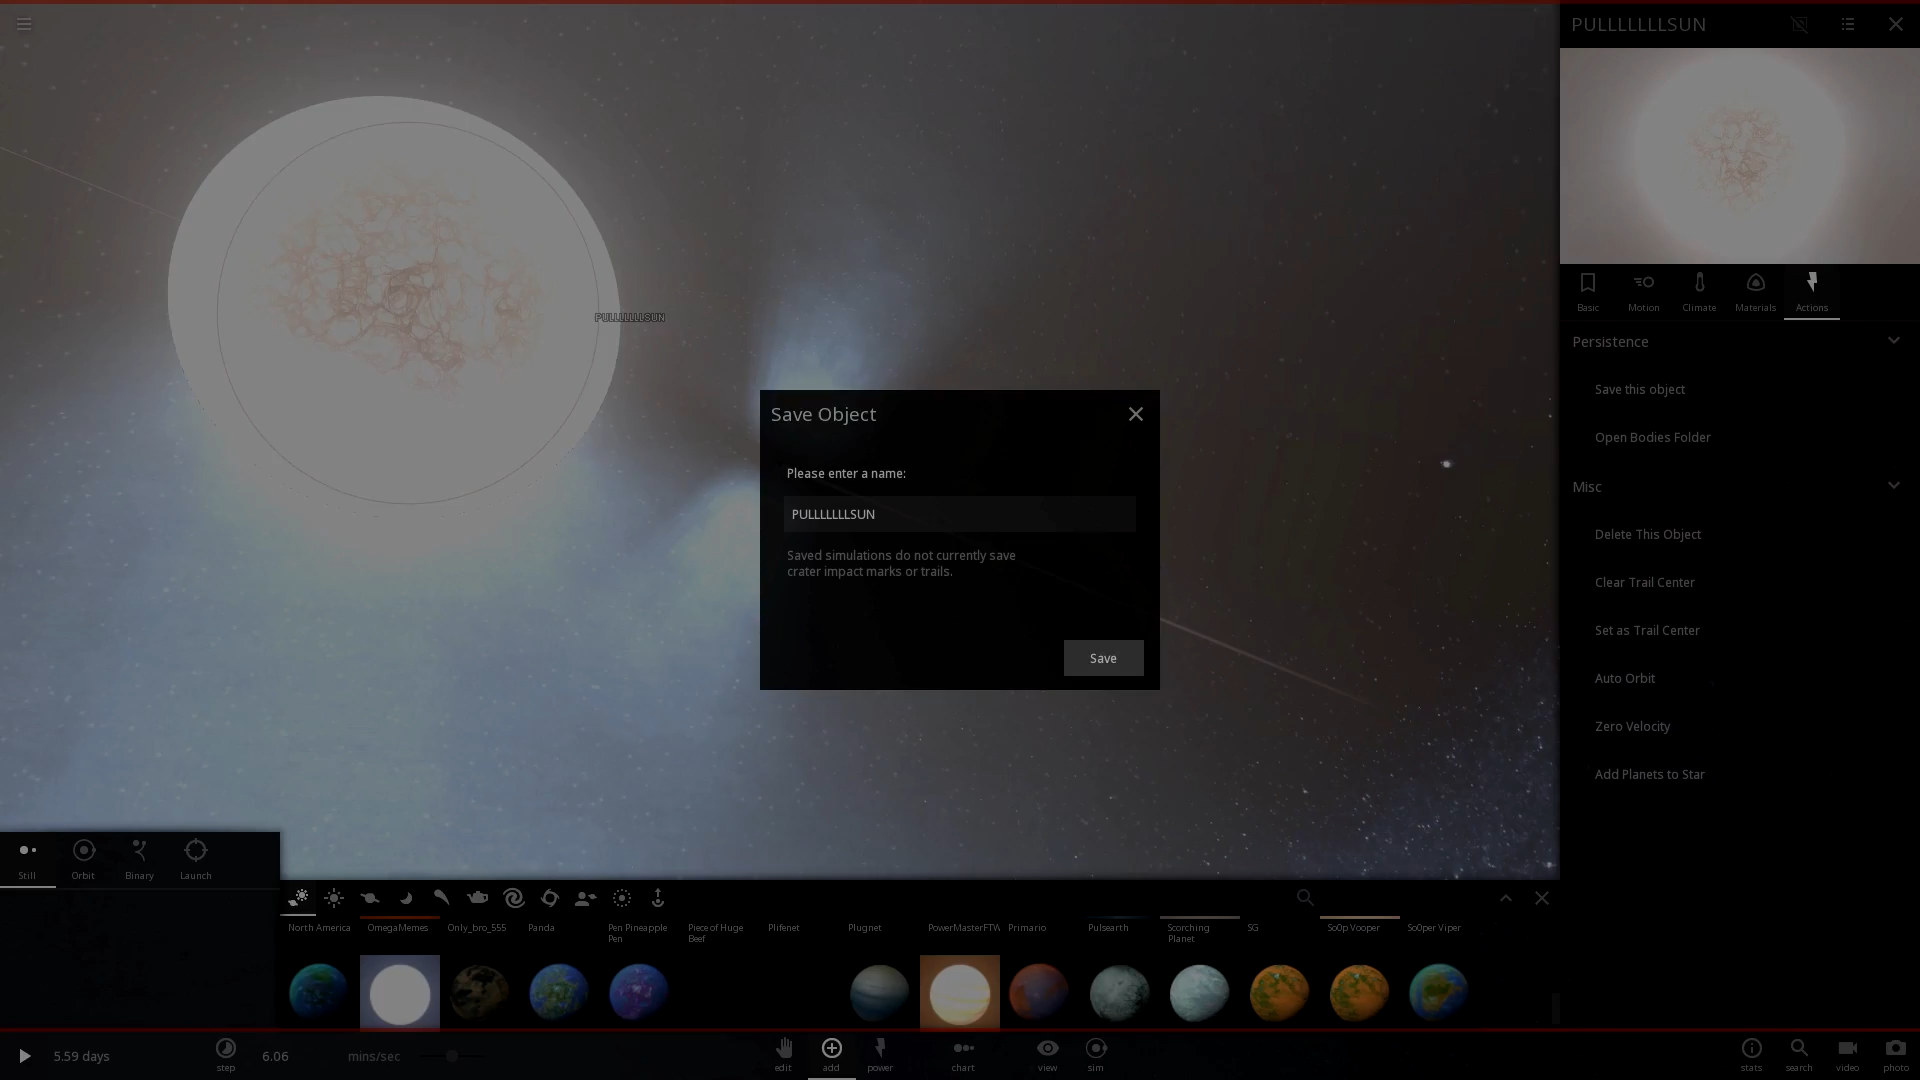 PULLLLLLLSUN
PULLLLLLLSUN
Basic
Motion
Climate
Materials
Actions
Persistence
Save this object
Open Bodies Folder
Misc
Delete This Object
Clear Trail Center
Set as Trail Center
Auto Orbit
Zero Velocity
Add Planets to Star
Save Object
Please enter a name:
PULLLLLLLSUN
Saved simulations do not currently save
crater impact marks or trails.
Save
Still
Orbit
Binary
Launch
North America
OmegaMemes
Only_bro_555
Panda
Pen Pineapple
Pen
Piece of Huge
Beef
Plifenet
Plugnet
PowerMasterFTW
Primario
Pulsearth
Scorching
Planet
SG
So0p Vooper
So0per Viper
5.59 days
step
6.06
mins/sec
edit
add
power
chart
view
sim
stats
search
video
photo